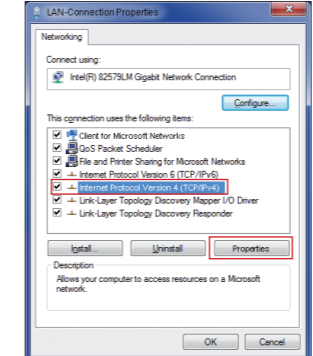 LAN-Connection Properties
Networking
Connect using:
Intel(R) 82579LM Gigabit Network Connection
Configure...
This connection uses the following items:
Client for Microsoft Networks
QoS Packet Scheduler
File and Printer Sharing for Microsoft Networks
Internet Protocol Version 6 (TCP/IPv6)
Internet Protocol Version 4 (TCP/IPv4)
Link-Layer Topology Discovery Mapper I/O Driver
Link-Layer Topology Discovery Responder
Install...
Uninstall
Properties
Description
Allows your computer to access resources on a Microsoft
network.
OK
Cancel